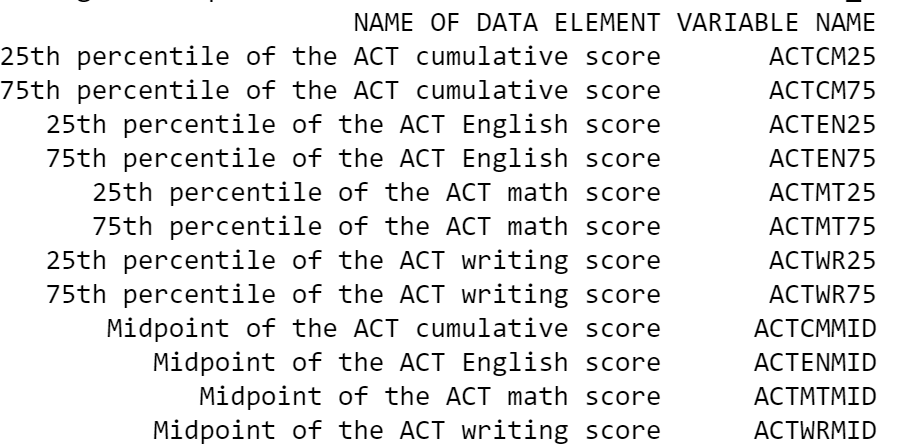 NAME OF DATA ELEMENT VARIABLE NAME
25th percentile of the ACT cumulative score ACTCM25
75th percentile of the ACT cumulative score ACTCM75
25th percentile of the ACT English score ACTEN25
75th percentile of the ACT English score ACTEN75
25th percentile of the ACT math score ACTMT25
75th percentile of the ACT math score ACTMT75
25th percentile of the ACT writing score ACTWR25
75th percentile of the ACT writing score ACTWR75
Midpoint of the ACT cumulative score ACTCMMID
Midpoint of the ACT English score ACTENMID
Midpoint of the ACT math score ACTMTMID
Midpoint of the ACT writing score ACTWRMID